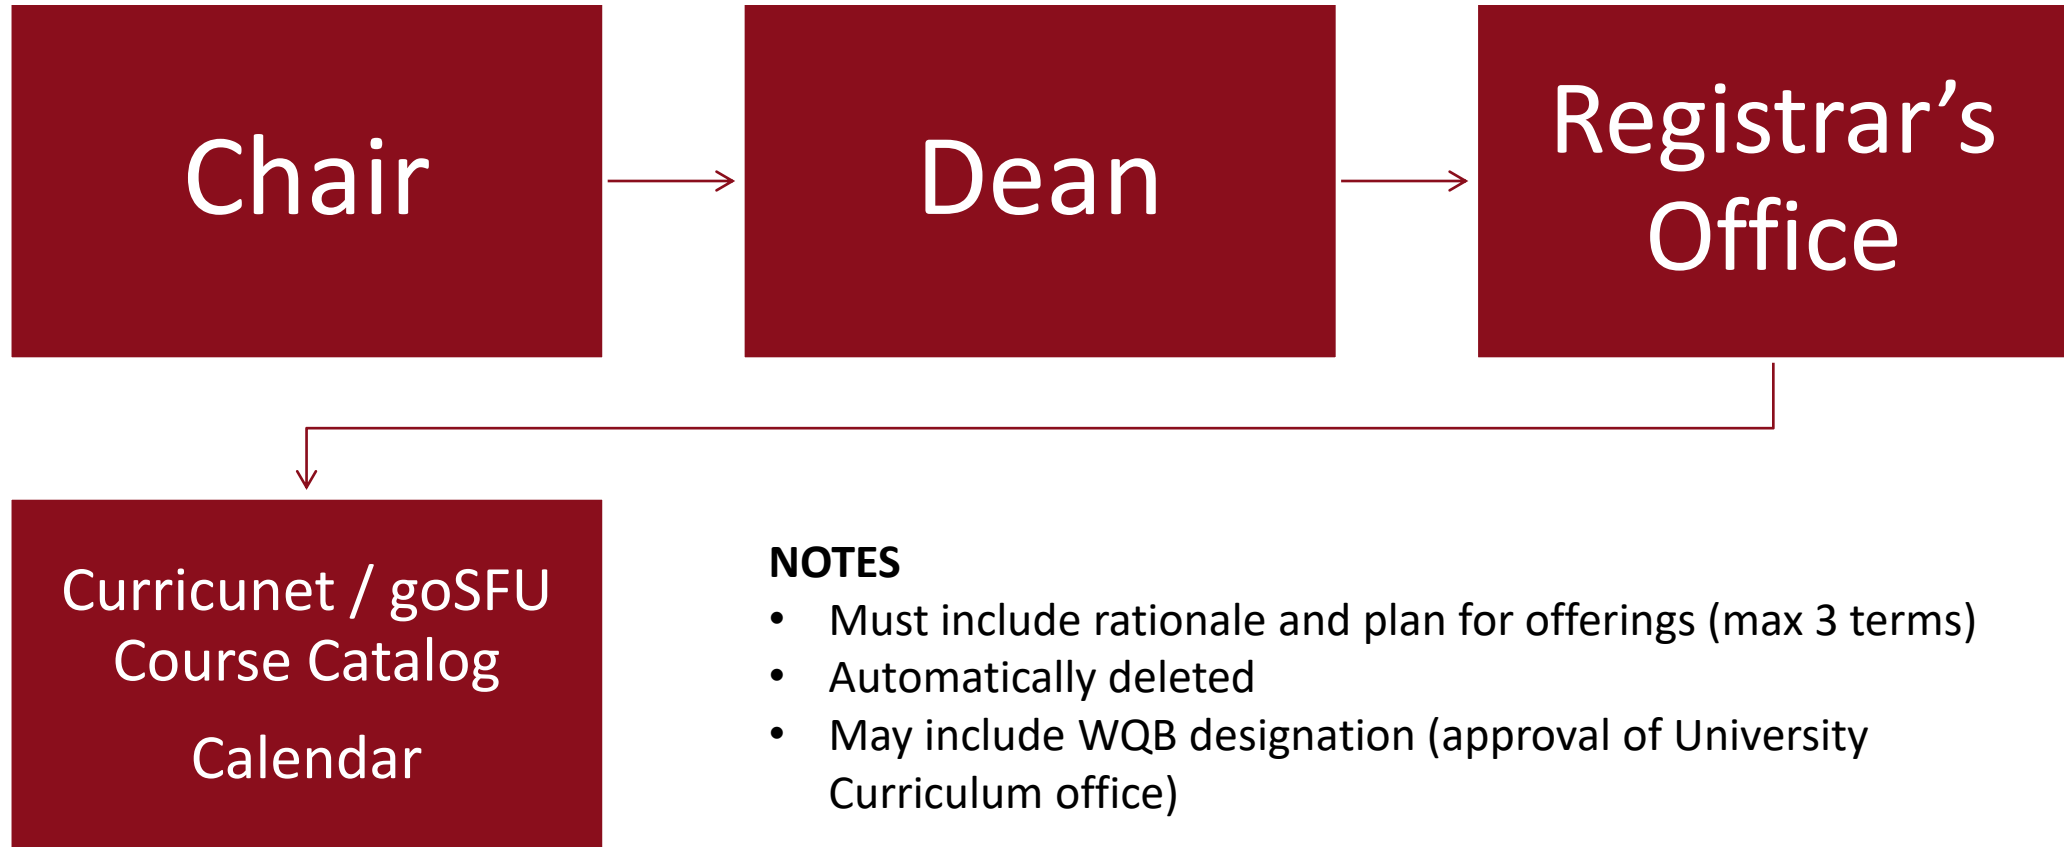 Chair
Dean
Registrar’s
Office
Curricunet / goSFU
Course Catalog
Calendar
NOTES
• Must include rationale and plan for offerings (max 3 terms)
• Automatically deleted
• May include WQB designation (approval of University
Curriculum office)